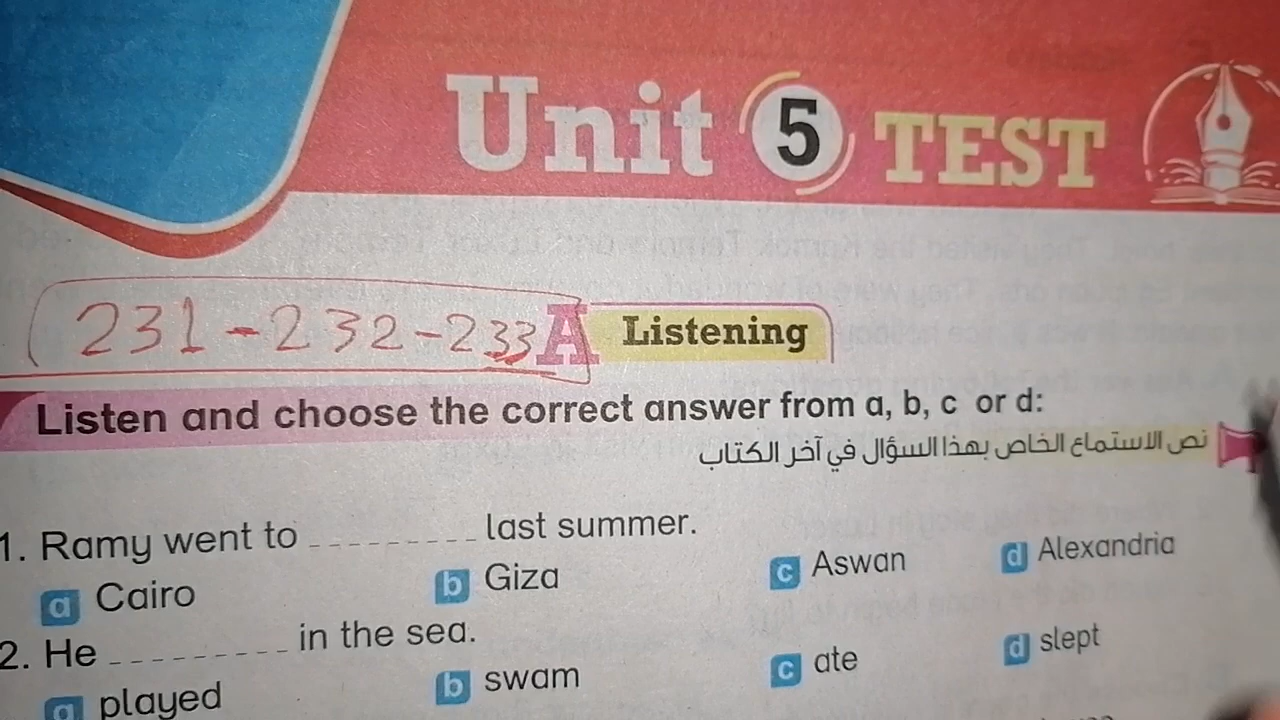 Unit 5 TEST
231-232-233 A Listening
Listen and choose the correct answer from a, b, c or d:
نص الاستماع الخاص بهذا السؤال في آخر الكتاب
1. Ramy went to _________ last summer.
a Cairo b Giza c Aswan d Alexandria
2. He _________ in the sea.
a played b swam c ate d slept